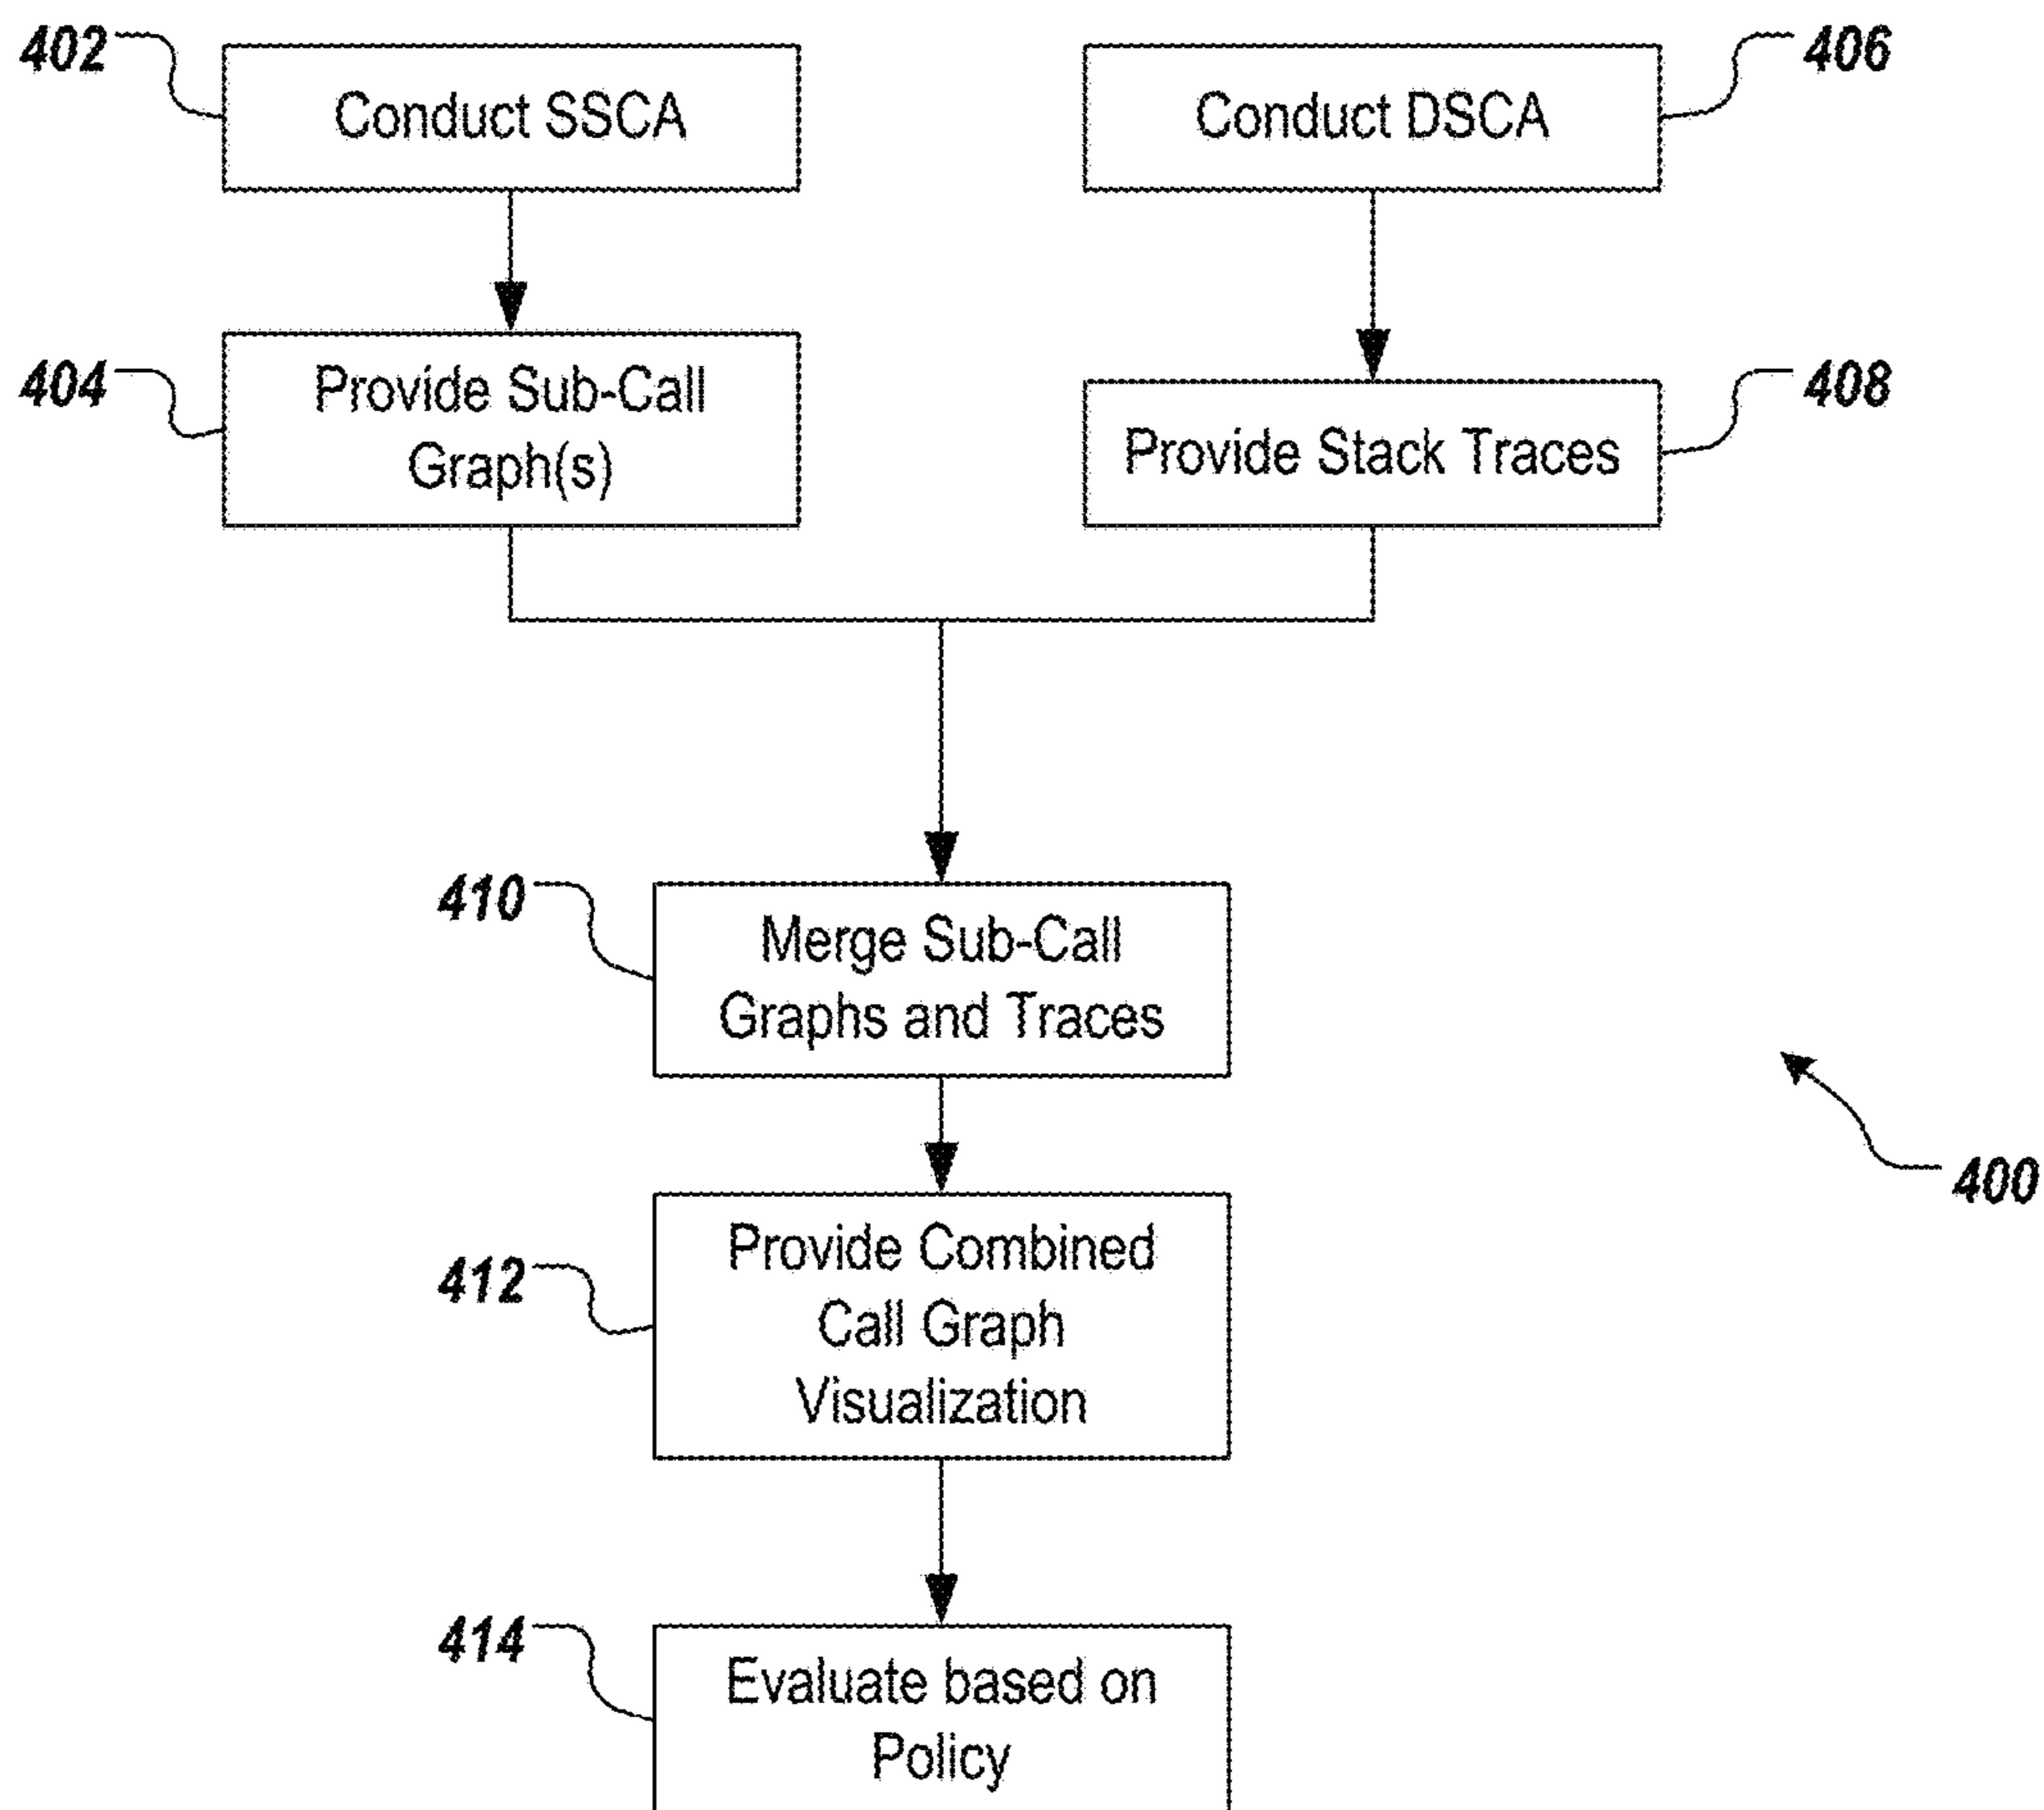 402
Conduct SSCA
Conduct DSCA
406
404
Provide Sub-Call
Graph(s)
Provide Stack Traces
408
410
Merge Sub-Call
Graphs and Traces
400
412
Provide Combined
Call Graph
Visualization
414
Evaluate based on
Policy